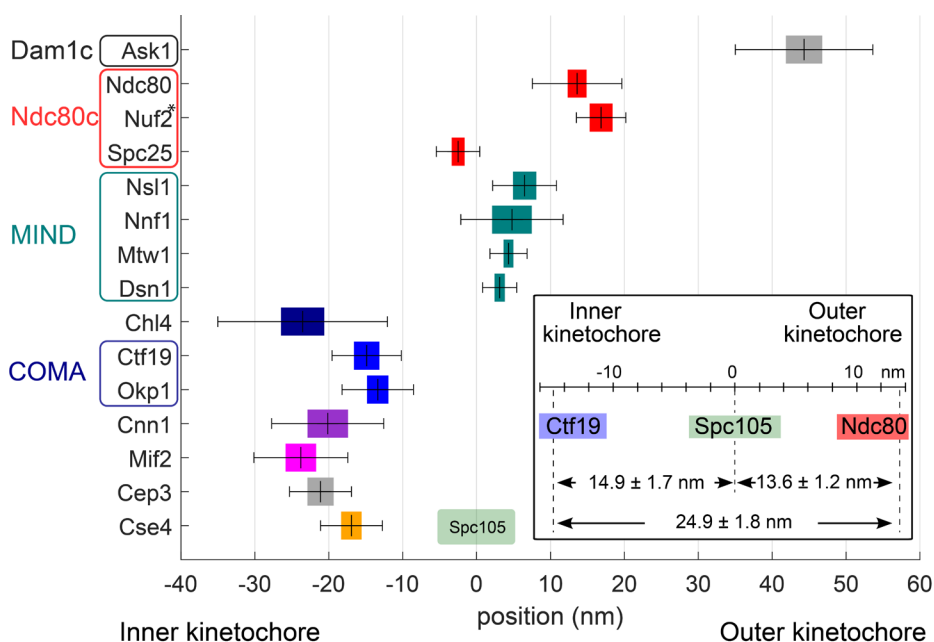 Dam1c Ask1
Ndc80
Ndc80c Nuf2*
Spc25
Nsl1
Nnf1
MIND
Mtw1
Dsn1
Chl4
Ctf19
COMA
Okp1
Cnn1
Mif2
Cep3
Cse4
Spc105
Inner kinetochore
Outer kinetochore
-10 0 10 nm
Ctf19 Spc105 Ndc80
14.9 ± 1.7 nm 13.6 ± 1.2 nm
24.9 ± 1.8 nm
-40 -30 -20 -10 0 10 20 30 40 50 60
position (nm)
Inner kinetochore Outer kinetochore